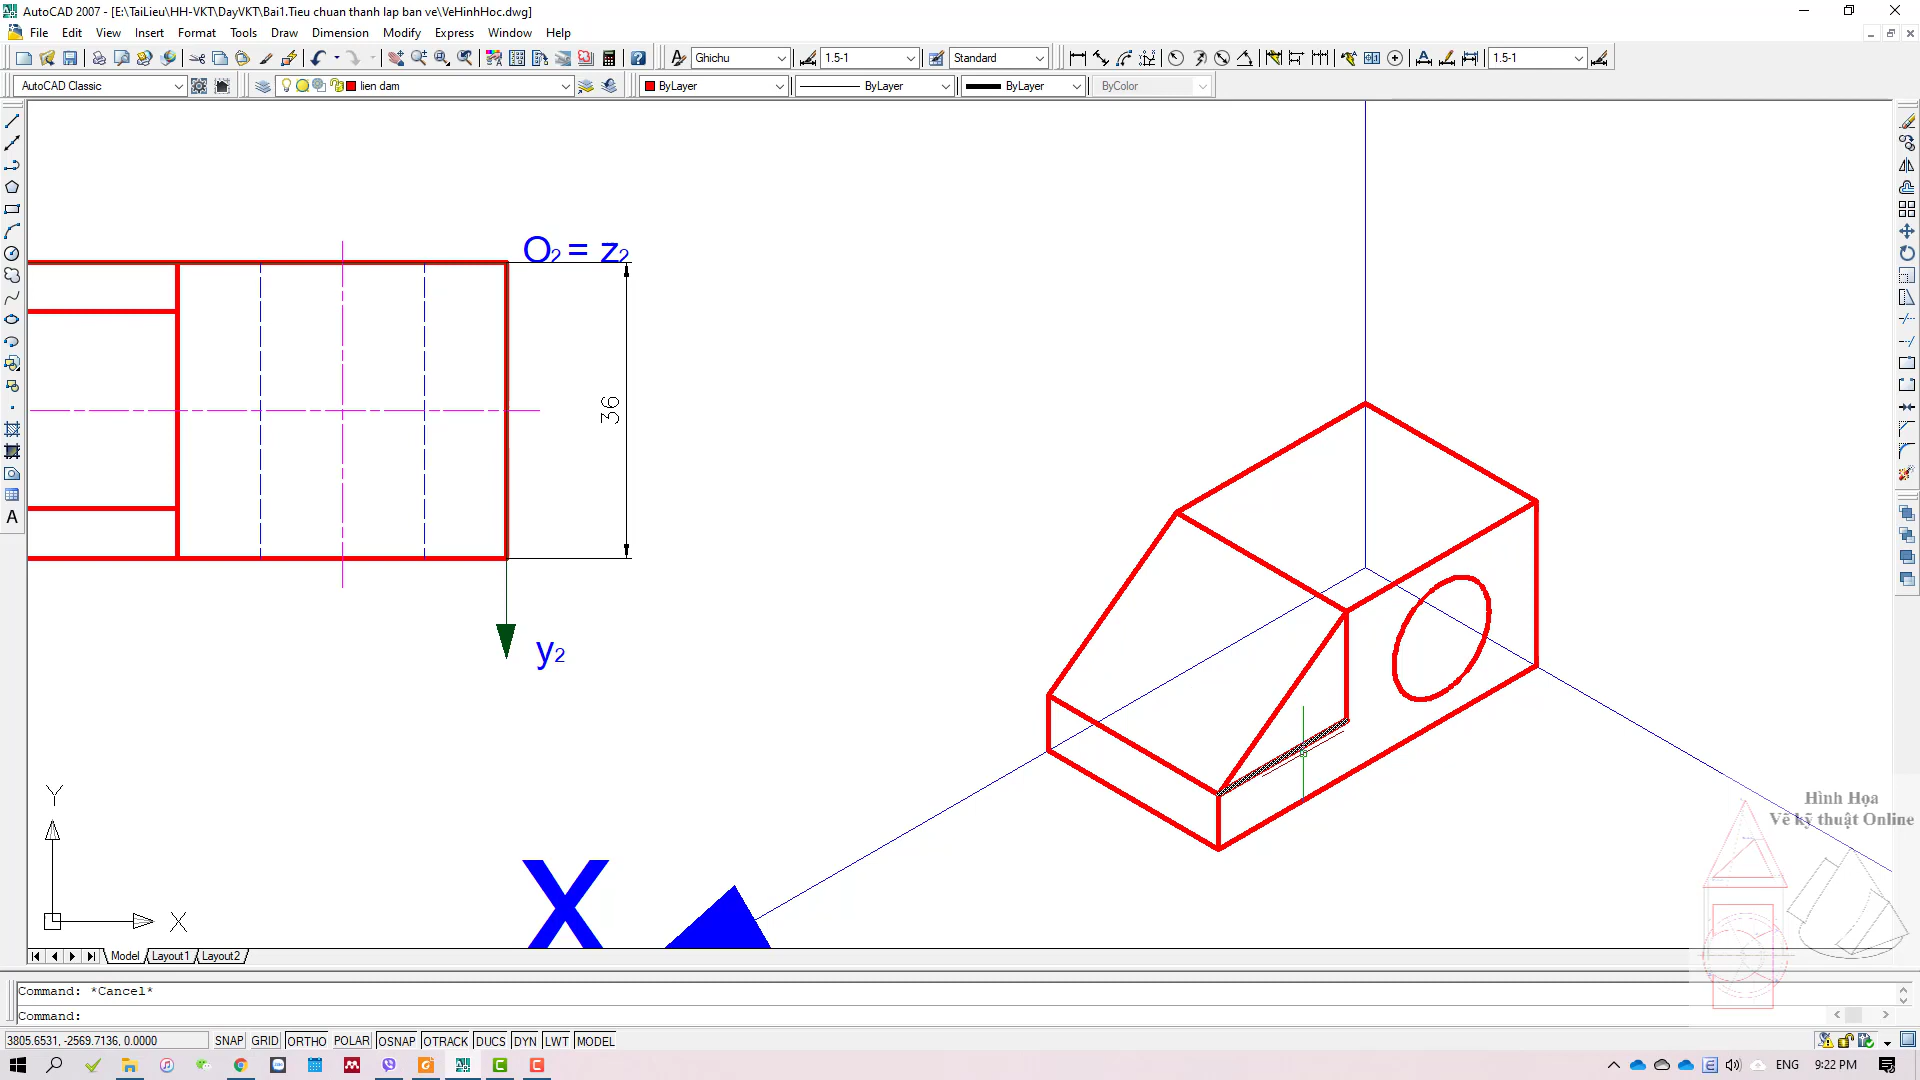 AutoCAD 2007 - [E:\TaiLieu\HH-VKT\DayVKT\Bai1.Tieu chuan thanh lap ban ve\VeHinhHoc.dwg]
File Edit View Insert Format Tools Draw Dimension Modify Express Window Help
Ghichu 1.5-1 Standard 1.5-1
AutoCAD Classic lien dam ByLayer ByLayer ByLayer ByColor
O2 = z2
36
y2
Y
X
X
A
Hình Họa
Vẽ kỹ thuật Online
Model Layout1 Layout2
Command: *Cancel*
Command:
3805.6531, -2569.7136, 0.0000 SNAP GRID ORTHO POLAR OSNAP OTRACK DUCS DYN LWT MODEL
ENG 9:22 PM